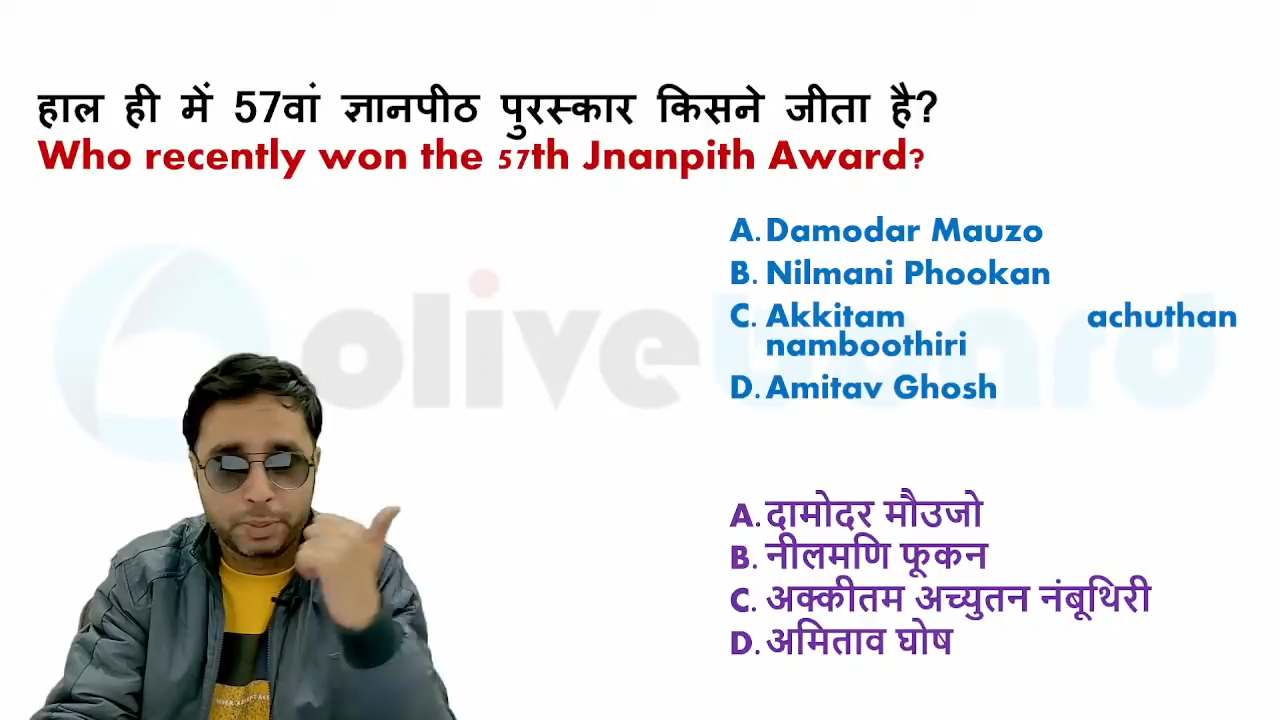 हाल ही में 57वां ज्ञानपीठ पुरस्कार किसने जीता है?
Who recently won the 57th Jnanpith Award?
A. Damodar Mauzo
B. Nilmani Phookan
C. Akkitam achuthan
namboothiri
D. Amitav Ghosh
oliveboard
A. दामोदर मौउजो
B. नीलमणि फूकन
C. अक्कीतम अच्युतन नंबूथिरी
D. अमिताव घोष